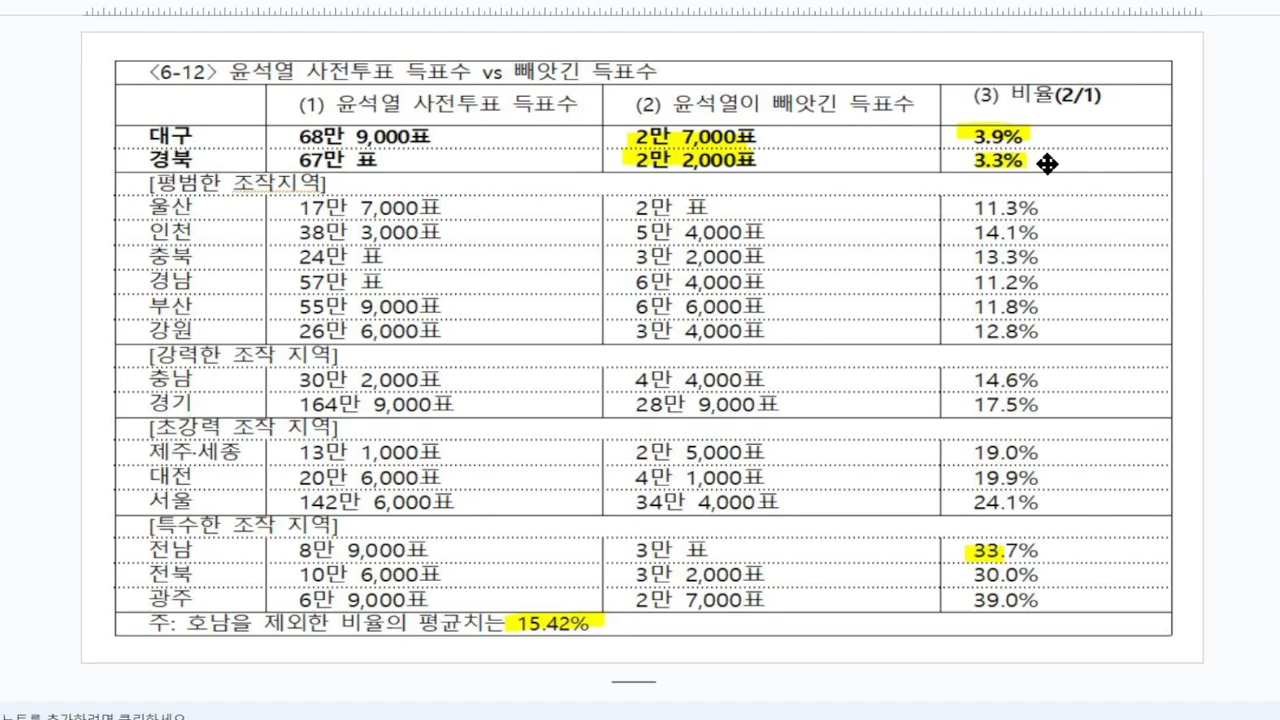 〈6-12〉 윤석열 사전투표 득표수 vs 빼앗긴 득표수
(1) 윤석열 사전투표 득표수 (2) 윤석열이 빼앗긴 득표수 (3) 비율(2/1)
대구 68만 9,000표 2만 7,000표 3.9%
경북 67만 표 2만 2,000표 3.3%
[평범한 조작지역]
울산 17만 7,000표 2만 표 11.3%
인천 38만 3,000표 5만 4,000표 14.1%
충북 24만 표 3만 2,000표 13.3%
경남 57만 표 6만 4,000표 11.2%
부산 55만 9,000표 6만 6,000표 11.8%
강원 26만 6,000표 3만 4,000표 12.8%
[강력한 조작 지역]
충남 30만 2,000표 4만 4,000표 14.6%
경기 164만 9,000표 28만 9,000표 17.5%
[초강력 조작 지역]
제주·세종 13만 1,000표 2만 5,000표 19.0%
대전 20만 6,000표 4만 1,000표 19.9%
서울 142만 6,000표 34만 4,000표 24.1%
[특수한 조작 지역]
전남 8만 9,000표 3만 표 33.7%
전북 10만 6,000표 3만 2,000표 30.0%
광주 6만 9,000표 2만 7,000표 39.0%
주: 호남을 제외한 비율의 평균치는 15.42%
노트를 추가하려면 클릭하세요